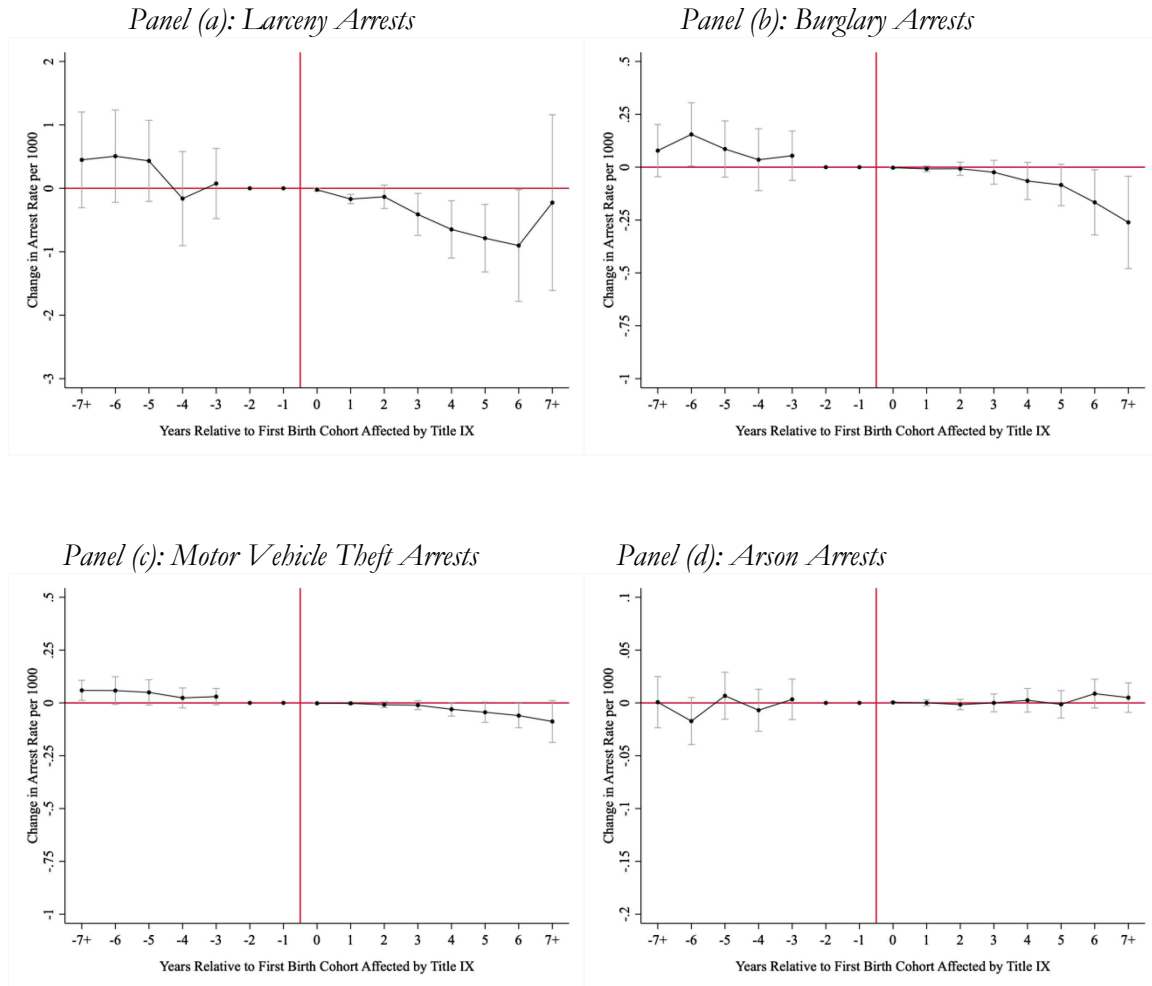 Panel (a): Larceny Arrests
Change in Arrest Rate per 1000
2
1
0
-1
-2
-3
-7+ -6 -5 -4 -3 -2 -1 0 1 2 3 4 5 6 7+
Years Relative to First Birth Cohort Affected by Title IX
Panel (b): Burglary Arrests
Change in Arrest Rate per 1000
.5
.25
0
-.25
-.5
-.75
-1
-7+ -6 -5 -4 -3 -2 -1 0 1 2 3 4 5 6 7+
Years Relative to First Birth Cohort Affected by Title IX
Panel (c): Motor Vehicle Theft Arrests
Change in Arrest Rate per 1000
.5
.25
0
-.25
-.5
-.75
-1
-7+ -6 -5 -4 -3 -2 -1 0 1 2 3 4 5 6 7+
Years Relative to First Birth Cohort Affected by Title IX
Panel (d): Arson Arrests
Change in Arrest Rate per 1000
.1
.05
0
-.05
-.1
-.15
-.2
-7+ -6 -5 -4 -3 -2 -1 0 1 2 3 4 5 6 7+
Years Relative to First Birth Cohort Affected by Title IX